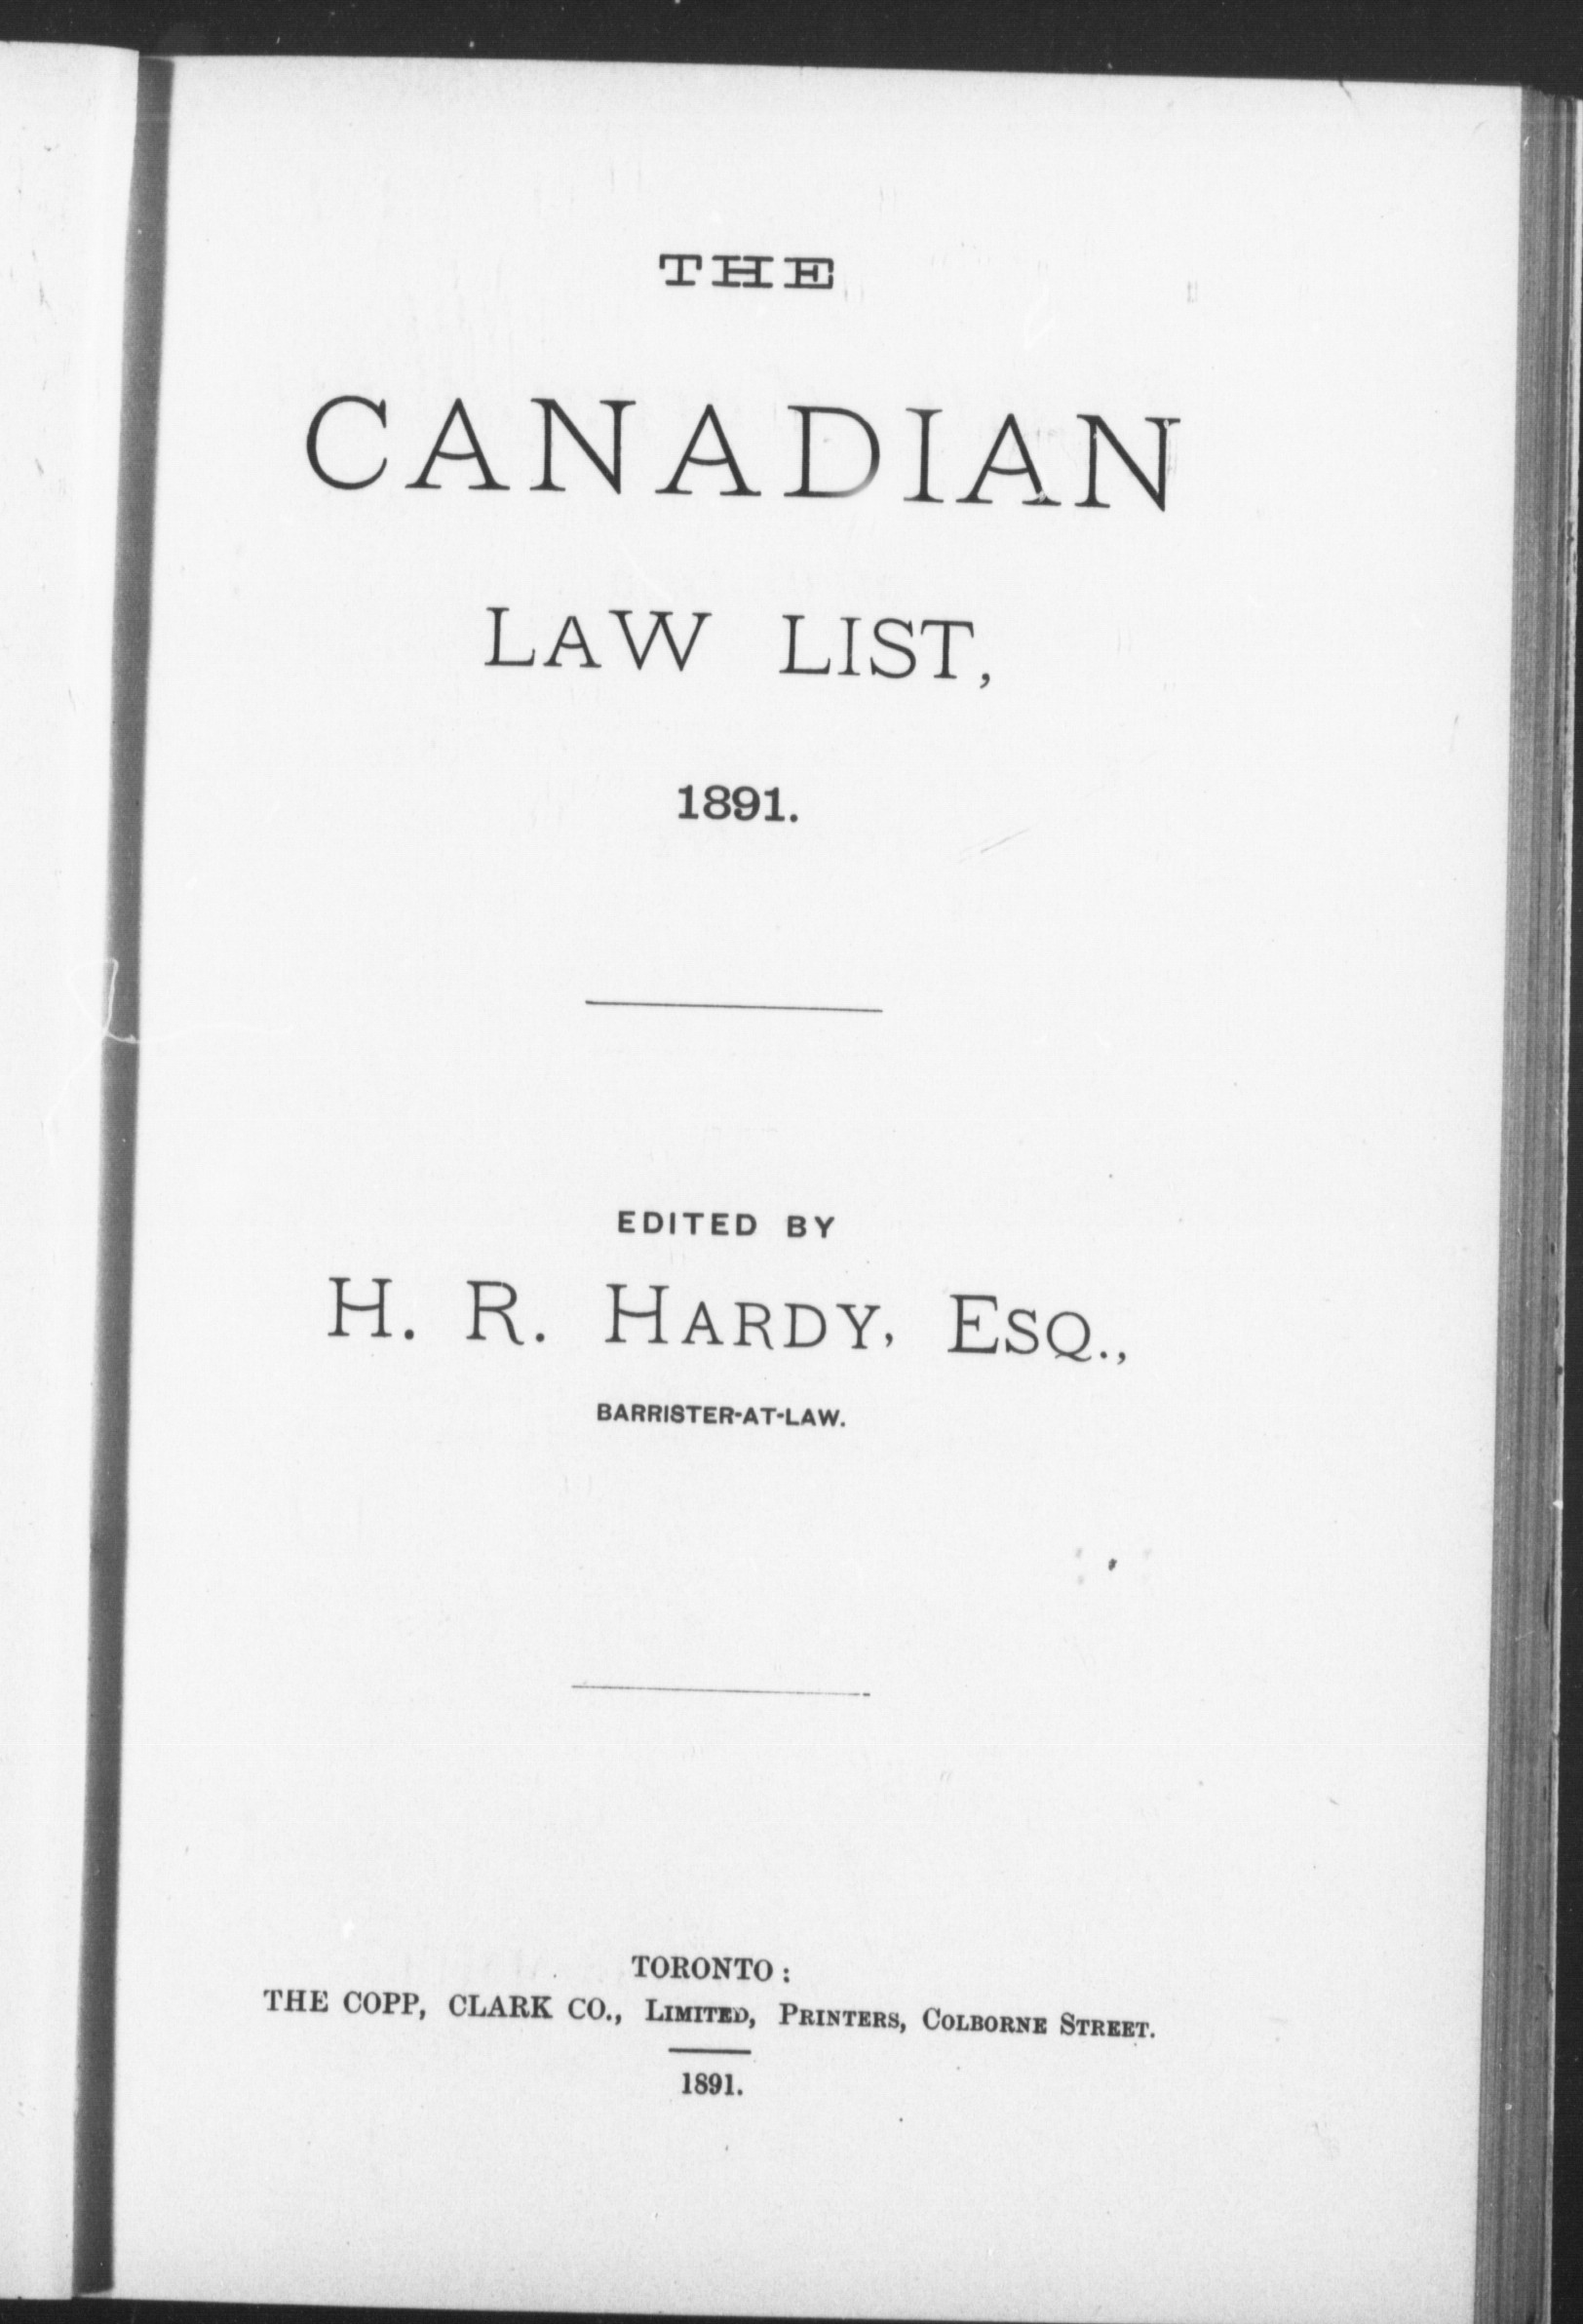 THE
CANADIAN
LAW LIST,
1891.
EDITED BY
H. R. HARDY, ESQ.,
BARRISTER-AT-LAW.
TORONTO:
THE COPP, CLARK CO., LIMITED, PRINTERS, COLBORNE STREET.
1891.